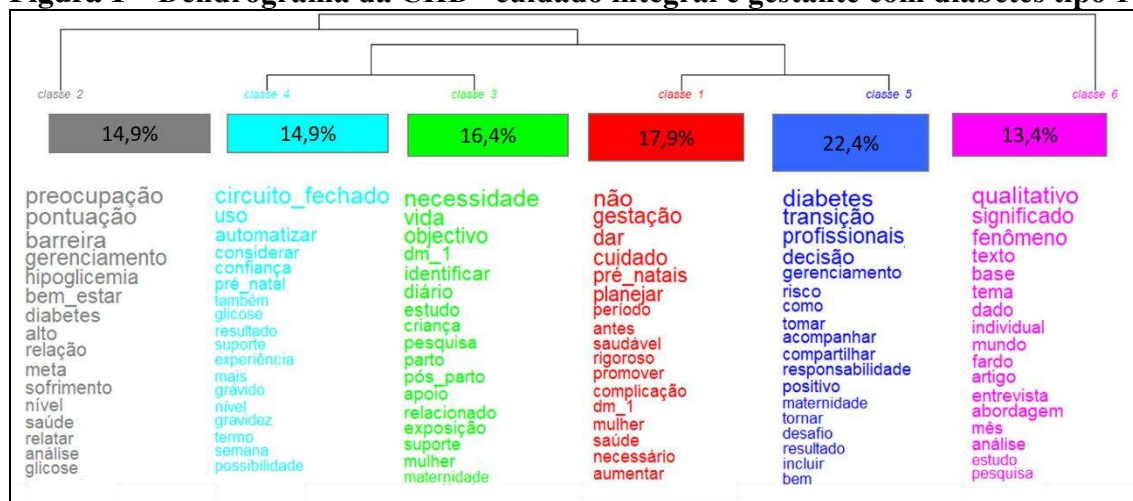 Figura 1 – Dendrograma da CHD - cuidado integral e gestante com diabetes tipo 1
classe 2
classe 4
classe 3
classe 1
classe 5
classe 6
14,9%
14,9%
16,4%
17,9%
22,4%
13,4%
preocupação
pontuação
barreira
gerenciamento
hipoglicemia
bem_estar
diabetes
alto
relação
meta
sofrimento
nível
saúde
relatar
análise
glicose
circuito_fechado
uso
automatizar
considerar
confiança
pré_natal
também
glicose
resultado
suporte
experiência
mais
grávido
nível
gravidez
termo
semana
possibilidade
necessidade
vida
objectivo
dm_1
identificar
diário
estudo
criança
pesquisa
parto
pós_parto
apoio
relacionado
exposição
suporte
mulher
maternidade
não
gestação
dar
cuidado
pré_natais
planejar
período
antes
saudável
rigoroso
promover
complicação
dm_1
mulher
saúde
necessário
aumentar
diabetes
transição
profissionais
decisão
gerenciamento
risco
como
tomar
acompanhar
compartilhar
responsabilidade
positivo
maternidade
tornar
desafio
resultado
incluir
bem
qualitativo
significado
fenômeno
texto
base
tema
dado
individual
mundo
fardo
artigo
entrevista
abordagem
mês
análise
estudo
pesquisa